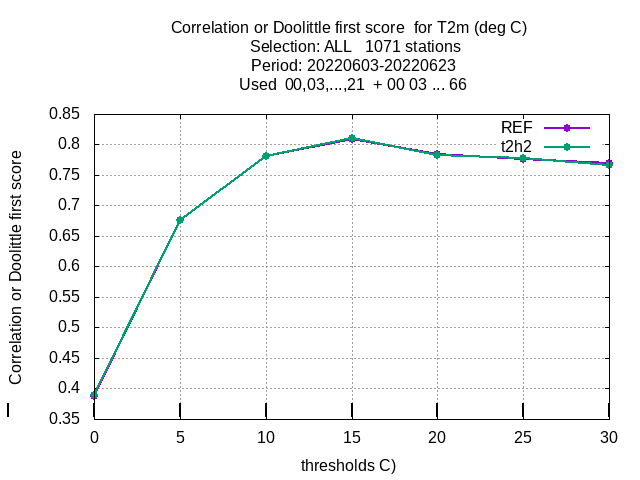 Correlation or Doolittle first score  for T2m (deg C)
Selection: ALL   1071 stations
Period: 20220603-20220623
Used  00,03,...,21  + 00 03 ... 66
REF
t2h2
0.85
0.8
0.75
0.7
0.65
0.6
0.55
0.5
0.45
0.4
0.35
Correlation or Doolittle first score
0 5 10 15 20 25 30
thresholds C)